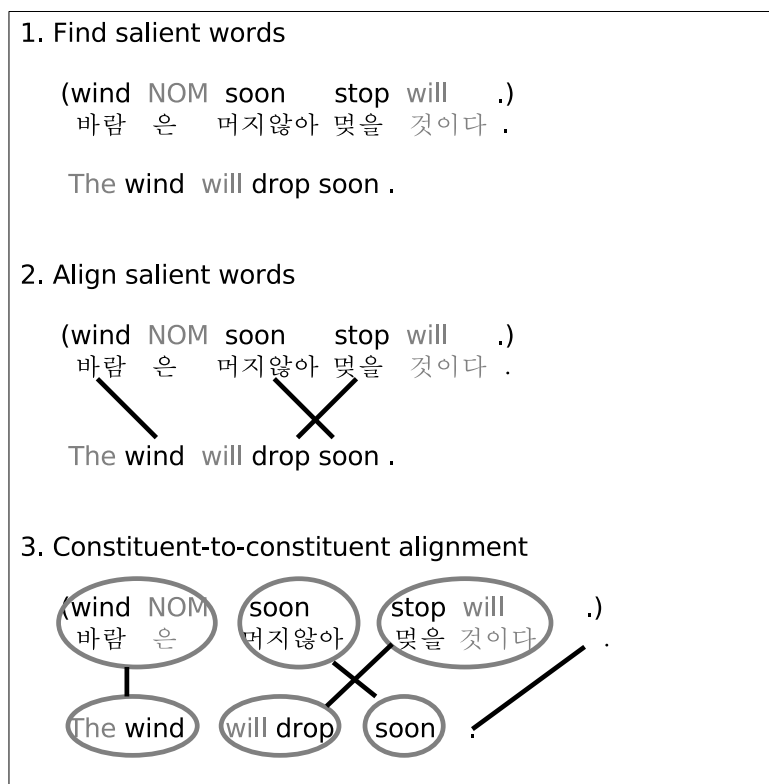 1. Find salient words
(wind NOM soon stop will .)
바람 은 머지않아 멎을 것이다 .
The wind will drop soon .
2. Align salient words
(wind NOM soon stop will .)
바람 은 머지않아 멎을 것이다 .
The wind will drop soon .
3. Constituent-to-constituent alignment
(wind NOM soon stop will .)
바람 은 머지않아 멎을 것이다 .
The wind will drop soon .